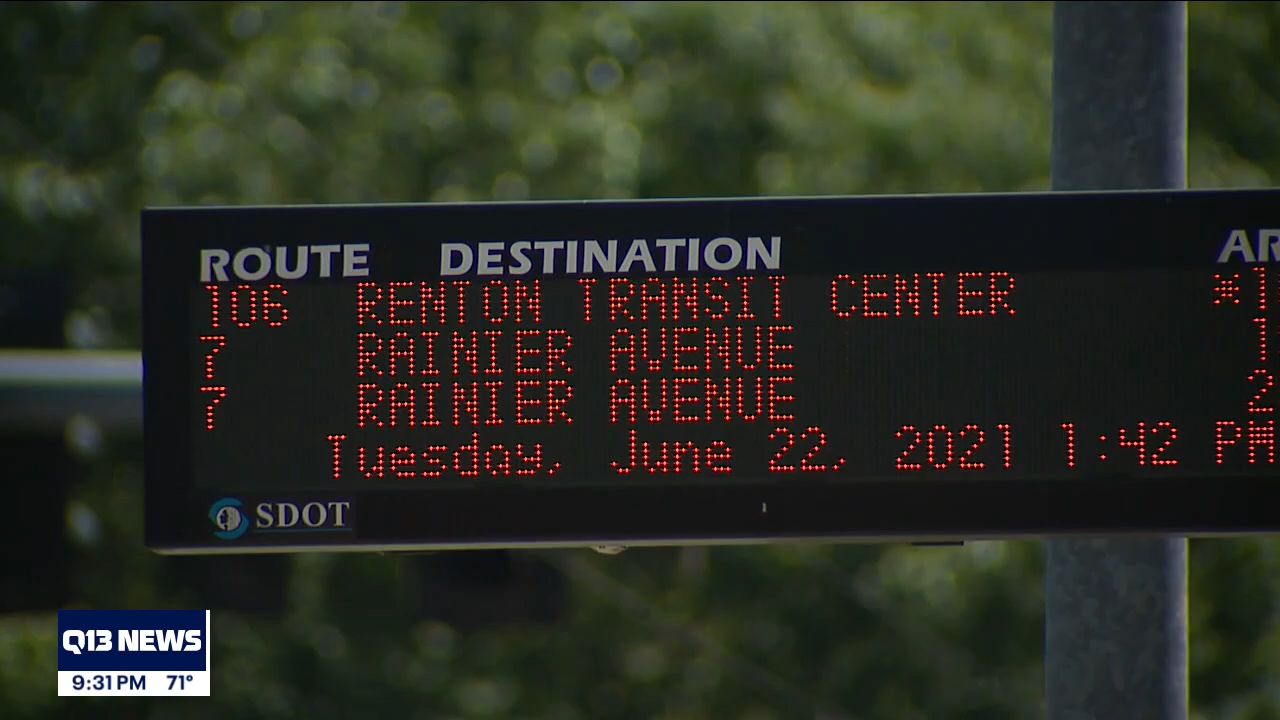 ROUTE DESTINATION
106 RENTON TRANSIT CENTER
7 RAINIER AVENUE
7 RAINIER AVENUE
Tuesday, June 22, 2021 1:42 PM
SDOT
Q13 NEWS
9:31 PM 71°